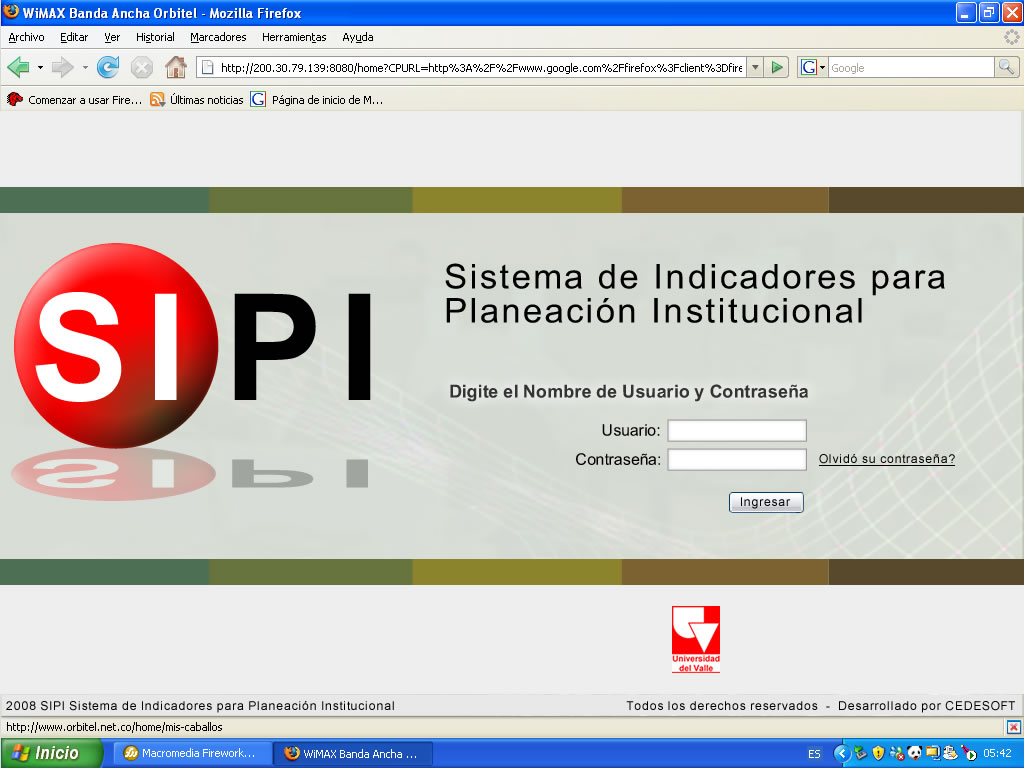 WiMAX Banda Ancha Orbitel - Mozilla Firefox
Archivo Editar Ver Historial Marcadores Herramientas Ayuda
http://200.30.79.139:8080/home?CPURL=http%3A%2F%2Fwww.google.com%2Ffirefox%3Fclient%3Dfire
Google
Comenzar a usar Fire... Últimas noticias Página de inicio de M...
SIPI
Sistema de Indicadores para
Planeación Institucional
Digite el Nombre de Usuario y Contraseña
Usuario:
Contraseña: Olvidó su contraseña?
Ingresar
Universidad
del Valle
2008 SIPI Sistema de Indicadores para Planeación Institucional Todos los derechos reservados - Desarrollado por CEDESOFT
http://www.orbitel.net.co/home/mis-caballos
Inicio Macromedia Firework... WiMAX Banda Ancha ... ES 05:42